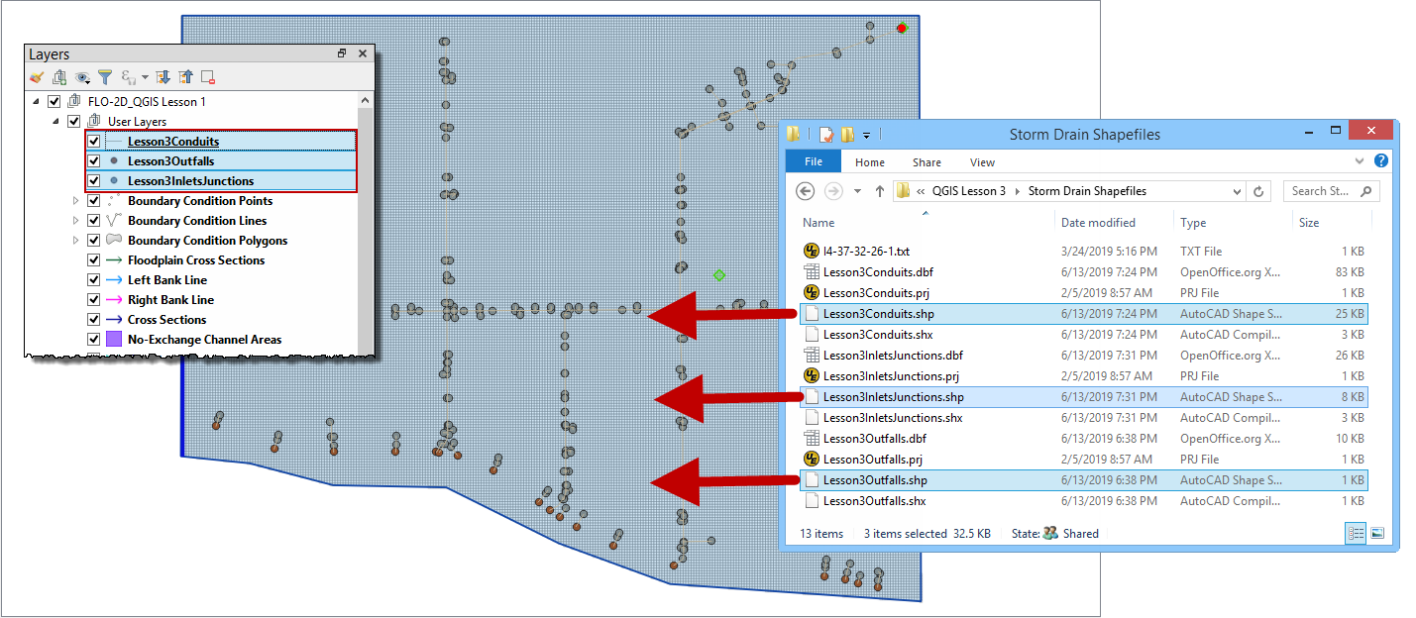 Layers
FLO-2D_QGIS Lesson 1
User Layers
Lesson3Conduits
Lesson3Outfalls
Lesson3InletsJunctions
Boundary Condition Points
Boundary Condition Lines
Boundary Condition Polygons
Floodplain Cross Sections
Left Bank Line
Right Bank Line
Cross Sections
No-Exchange Channel Areas
Storm Drain Shapefiles
File Home Share View
« QGIS Lesson 3 Storm Drain Shapefiles Search St...
Name Date modified Type Size
I4-37-32-26-1.txt 3/24/2019 5:16 PM TXT File 1 KB
Lesson3Conduits.dbf 6/13/2019 7:24 PM OpenOffice.org X... 83 KB
Lesson3Conduits.prj 2/5/2019 8:57 AM PRJ File 1 KB
Lesson3Conduits.shp 6/13/2019 7:24 PM AutoCAD Shape S... 25 KB
Lesson3Conduits.shx 6/13/2019 7:24 PM AutoCAD Compil... 3 KB
Lesson3InletsJunctions.dbf 6/13/2019 7:31 PM OpenOffice.org X... 26 KB
Lesson3InletsJunctions.prj 2/5/2019 8:57 AM PRJ File 1 KB
Lesson3InletsJunctions.shp 6/13/2019 7:31 PM AutoCAD Shape S... 8 KB
Lesson3InletsJunctions.shx 6/13/2019 7:31 PM AutoCAD Compil... 3 KB
Lesson3Outfalls.dbf 6/13/2019 6:38 PM OpenOffice.org X... 10 KB
Lesson3Outfalls.prj 2/5/2019 8:57 AM PRJ File 1 KB
Lesson3Outfalls.shp 6/13/2019 6:38 PM AutoCAD Shape S... 1 KB
Lesson3Outfalls.shx 6/13/2019 6:38 PM AutoCAD Compil... 1 KB
13 items 3 items selected 32.5 KB State: Shared